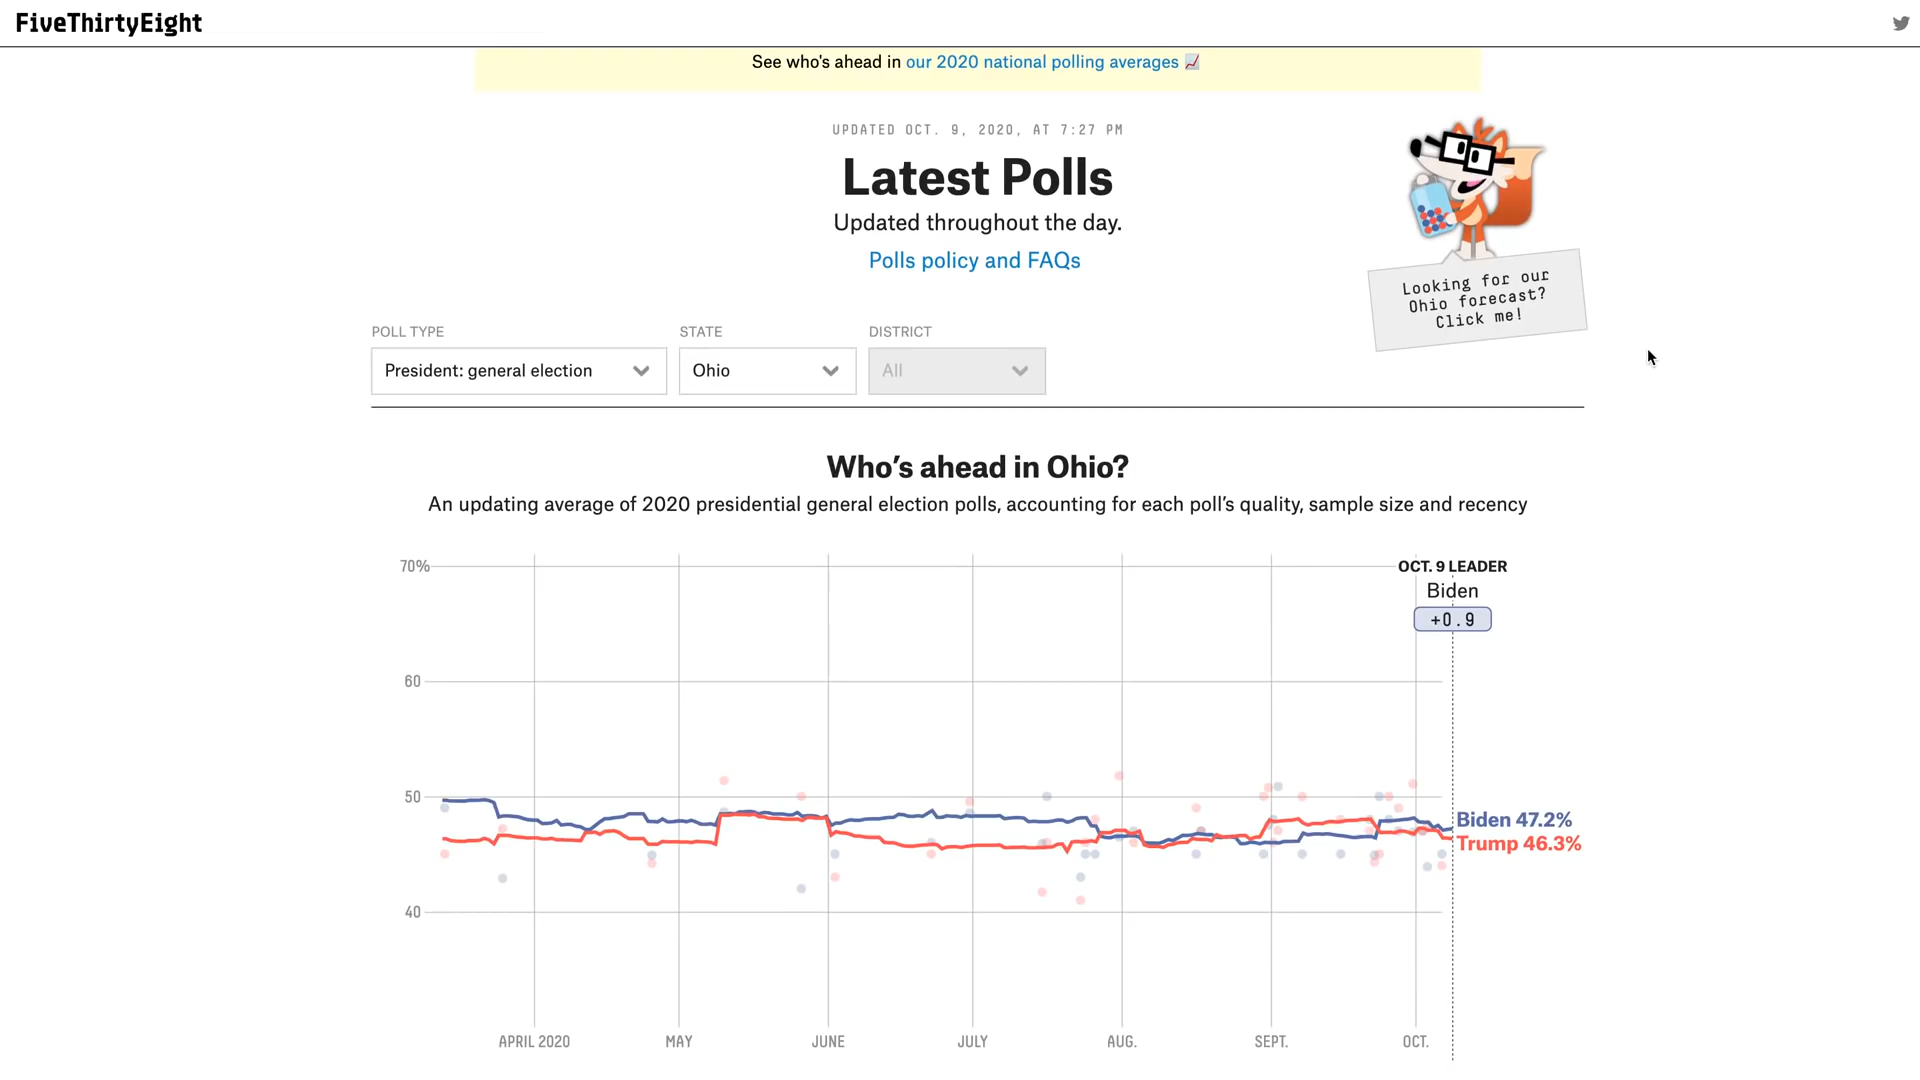 FiveThirtyEight
See who's ahead in our 2020 national polling averages
UPDATED OCT. 9, 2020, AT 7:27 PM
Latest Polls
Updated throughout the day.
Polls policy and FAQs
Looking for our
Ohio forecast?
Click me!
POLL TYPE
STATE
DISTRICT
President: general election
Ohio
All
Who's ahead in Ohio?
An updating average of 2020 presidential general election polls, accounting for each poll's quality, sample size and recency
70%
OCT. 9 LEADER
Biden
+0.9
60
50
Biden 47.2%
Trump 46.3%
40
APRIL 2020
MAY
JUNE
JULY
AUG.
SEPT.
OCT.